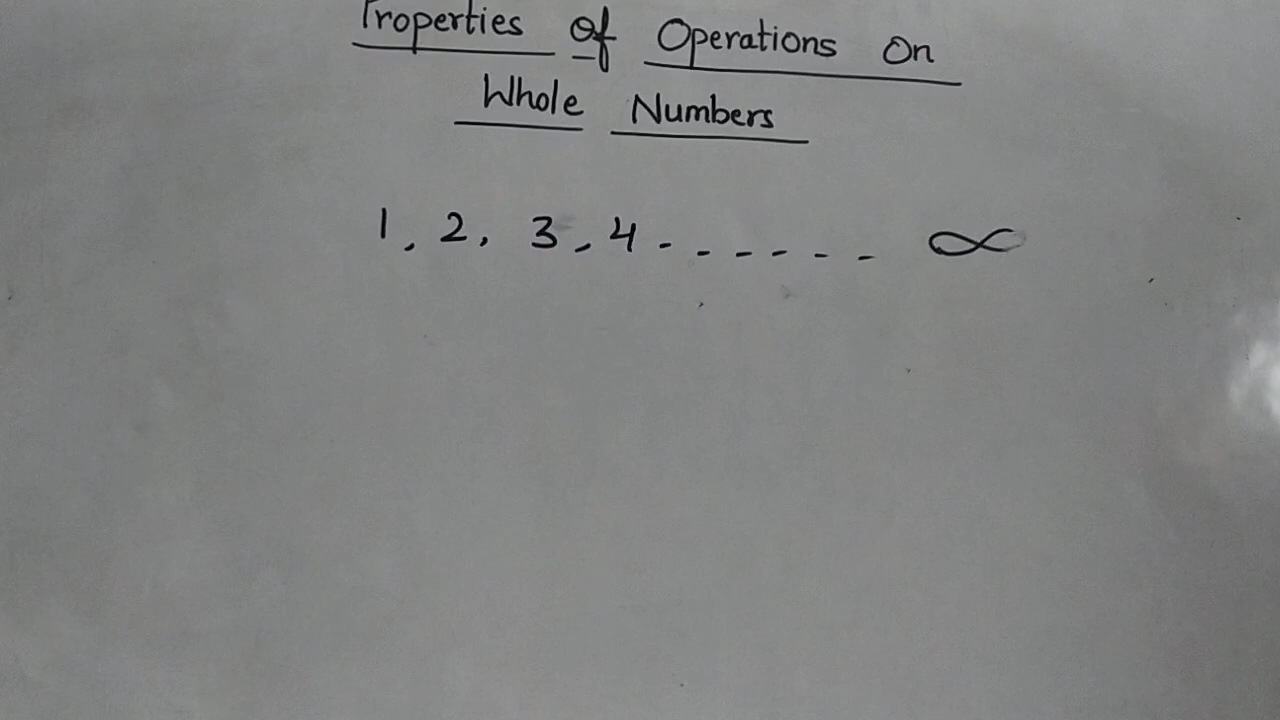 Properties Of Operations On
Whole Numbers
1, 2, 3, 4 - - - - - - ∞